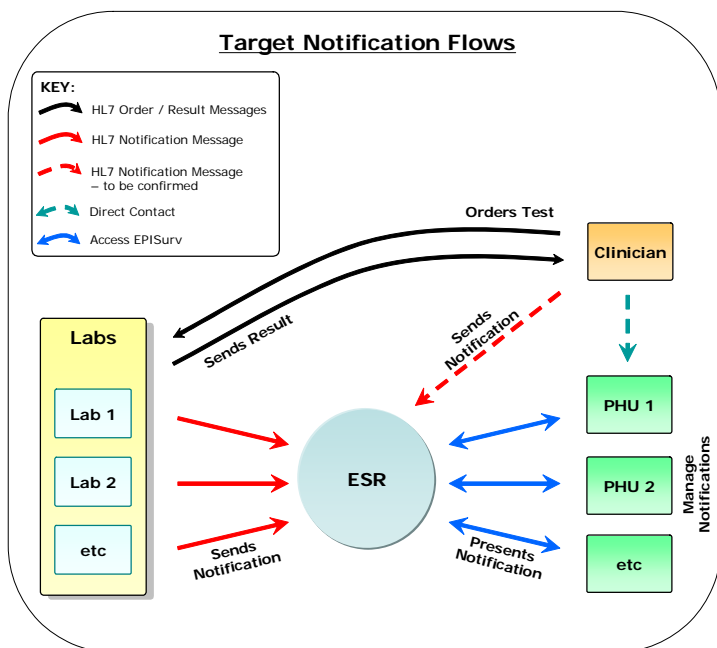 Target Notification Flows
KEY:
HL7 Order / Result Messages
HL7 Notification Message
HL7 Notification Message
– to be confirmed
Direct Contact
Access EPISurv
Orders Test
Clinician
Sends Result
Sends
Notification
Labs
Lab 1
Lab 2
etc
ESR
PHU 1
PHU 2
etc
Manage
Notifications
Sends
Notification
Presents
Notification